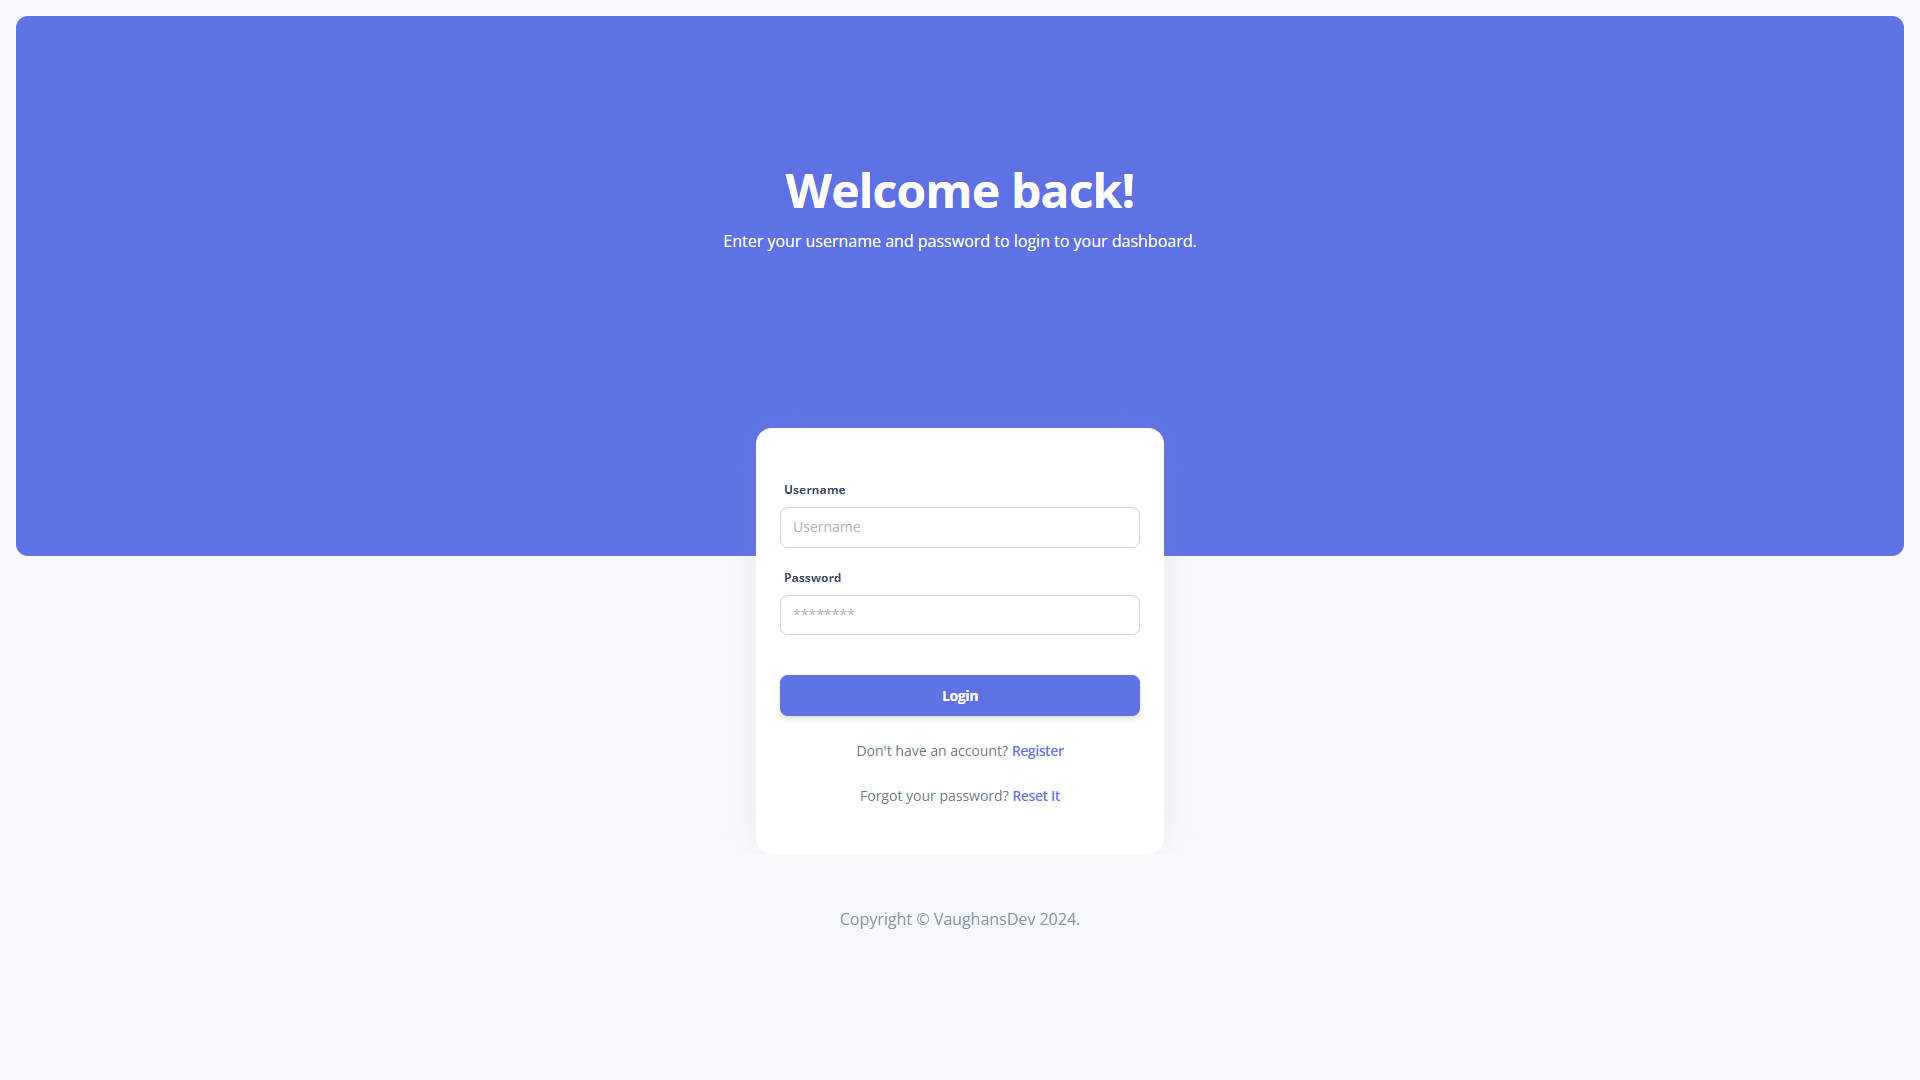 Welcome back!
Enter your username and password to login to your dashboard.
Username
Username
Password
********
Login
Don't have an account? Register
Forgot your password? Reset It
Copyright © VaughansDev 2024.